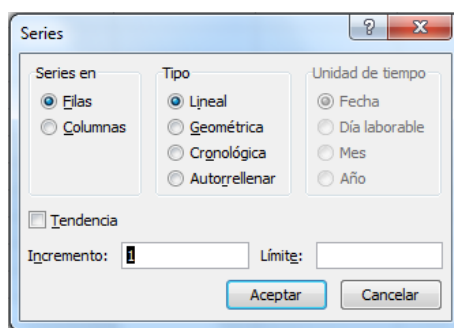 Series
Series en
Filas
Columnas
Tipo
Lineal
Geométrica
Cronológica
Autorrellenar
Unidad de tiempo
Fecha
Día laborable
Mes
Año
Tendencia
Incremento: 1 Límite:
Aceptar Cancelar